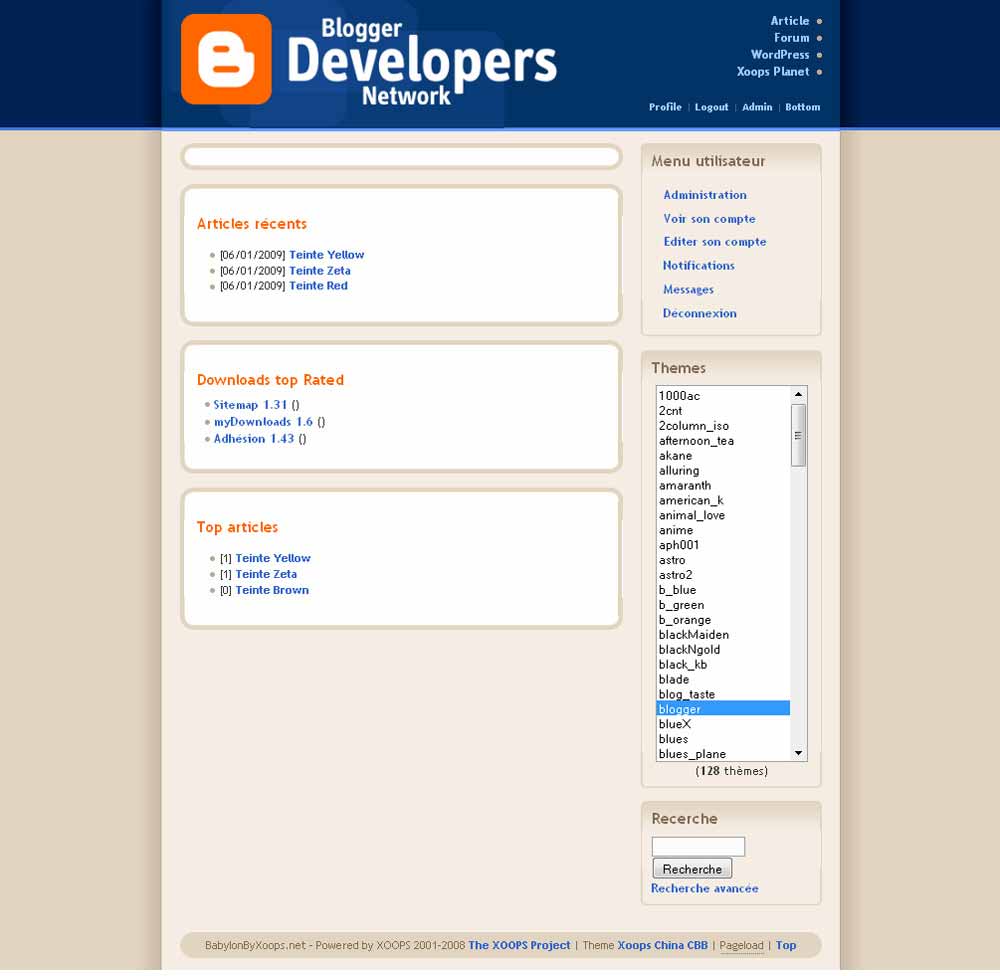 Blogger
Developers
Network
Article
Forum
WordPress
Xoops Planet
Profile | Logout | Admin | Bottom
Articles récents
[06/01/2009] Teinte Yellow
[06/01/2009] Teinte Zeta
[06/01/2009] Teinte Red
Downloads top Rated
Sitemap 1.31 ()
myDownloads 1.6 ()
Adhésion 1.43 ()
Top articles
[1] Teinte Yellow
[1] Teinte Zeta
[0] Teinte Brown
Menu utilisateur
Administration
Voir son compte
Editer son compte
Notifications
Messages
Déconnexion
Themes
1000ac
2cnt
2column_iso
afternoon_tea
akane
alluring
amaranth
american_k
animal_love
anime
aph001
astro
astro2
b_blue
b_green
b_orange
blackMaiden
blackNgold
black_kb
blade
blog_taste
blogger
blueX
blues
blues_plane
(128 thèmes)
Recerche
Recherche
Recherche avancée
BabylonByXoops.net - Powered by XOOPS 2001-2008 The XOOPS Project | Theme Xoops China CBB | Pageload | Top